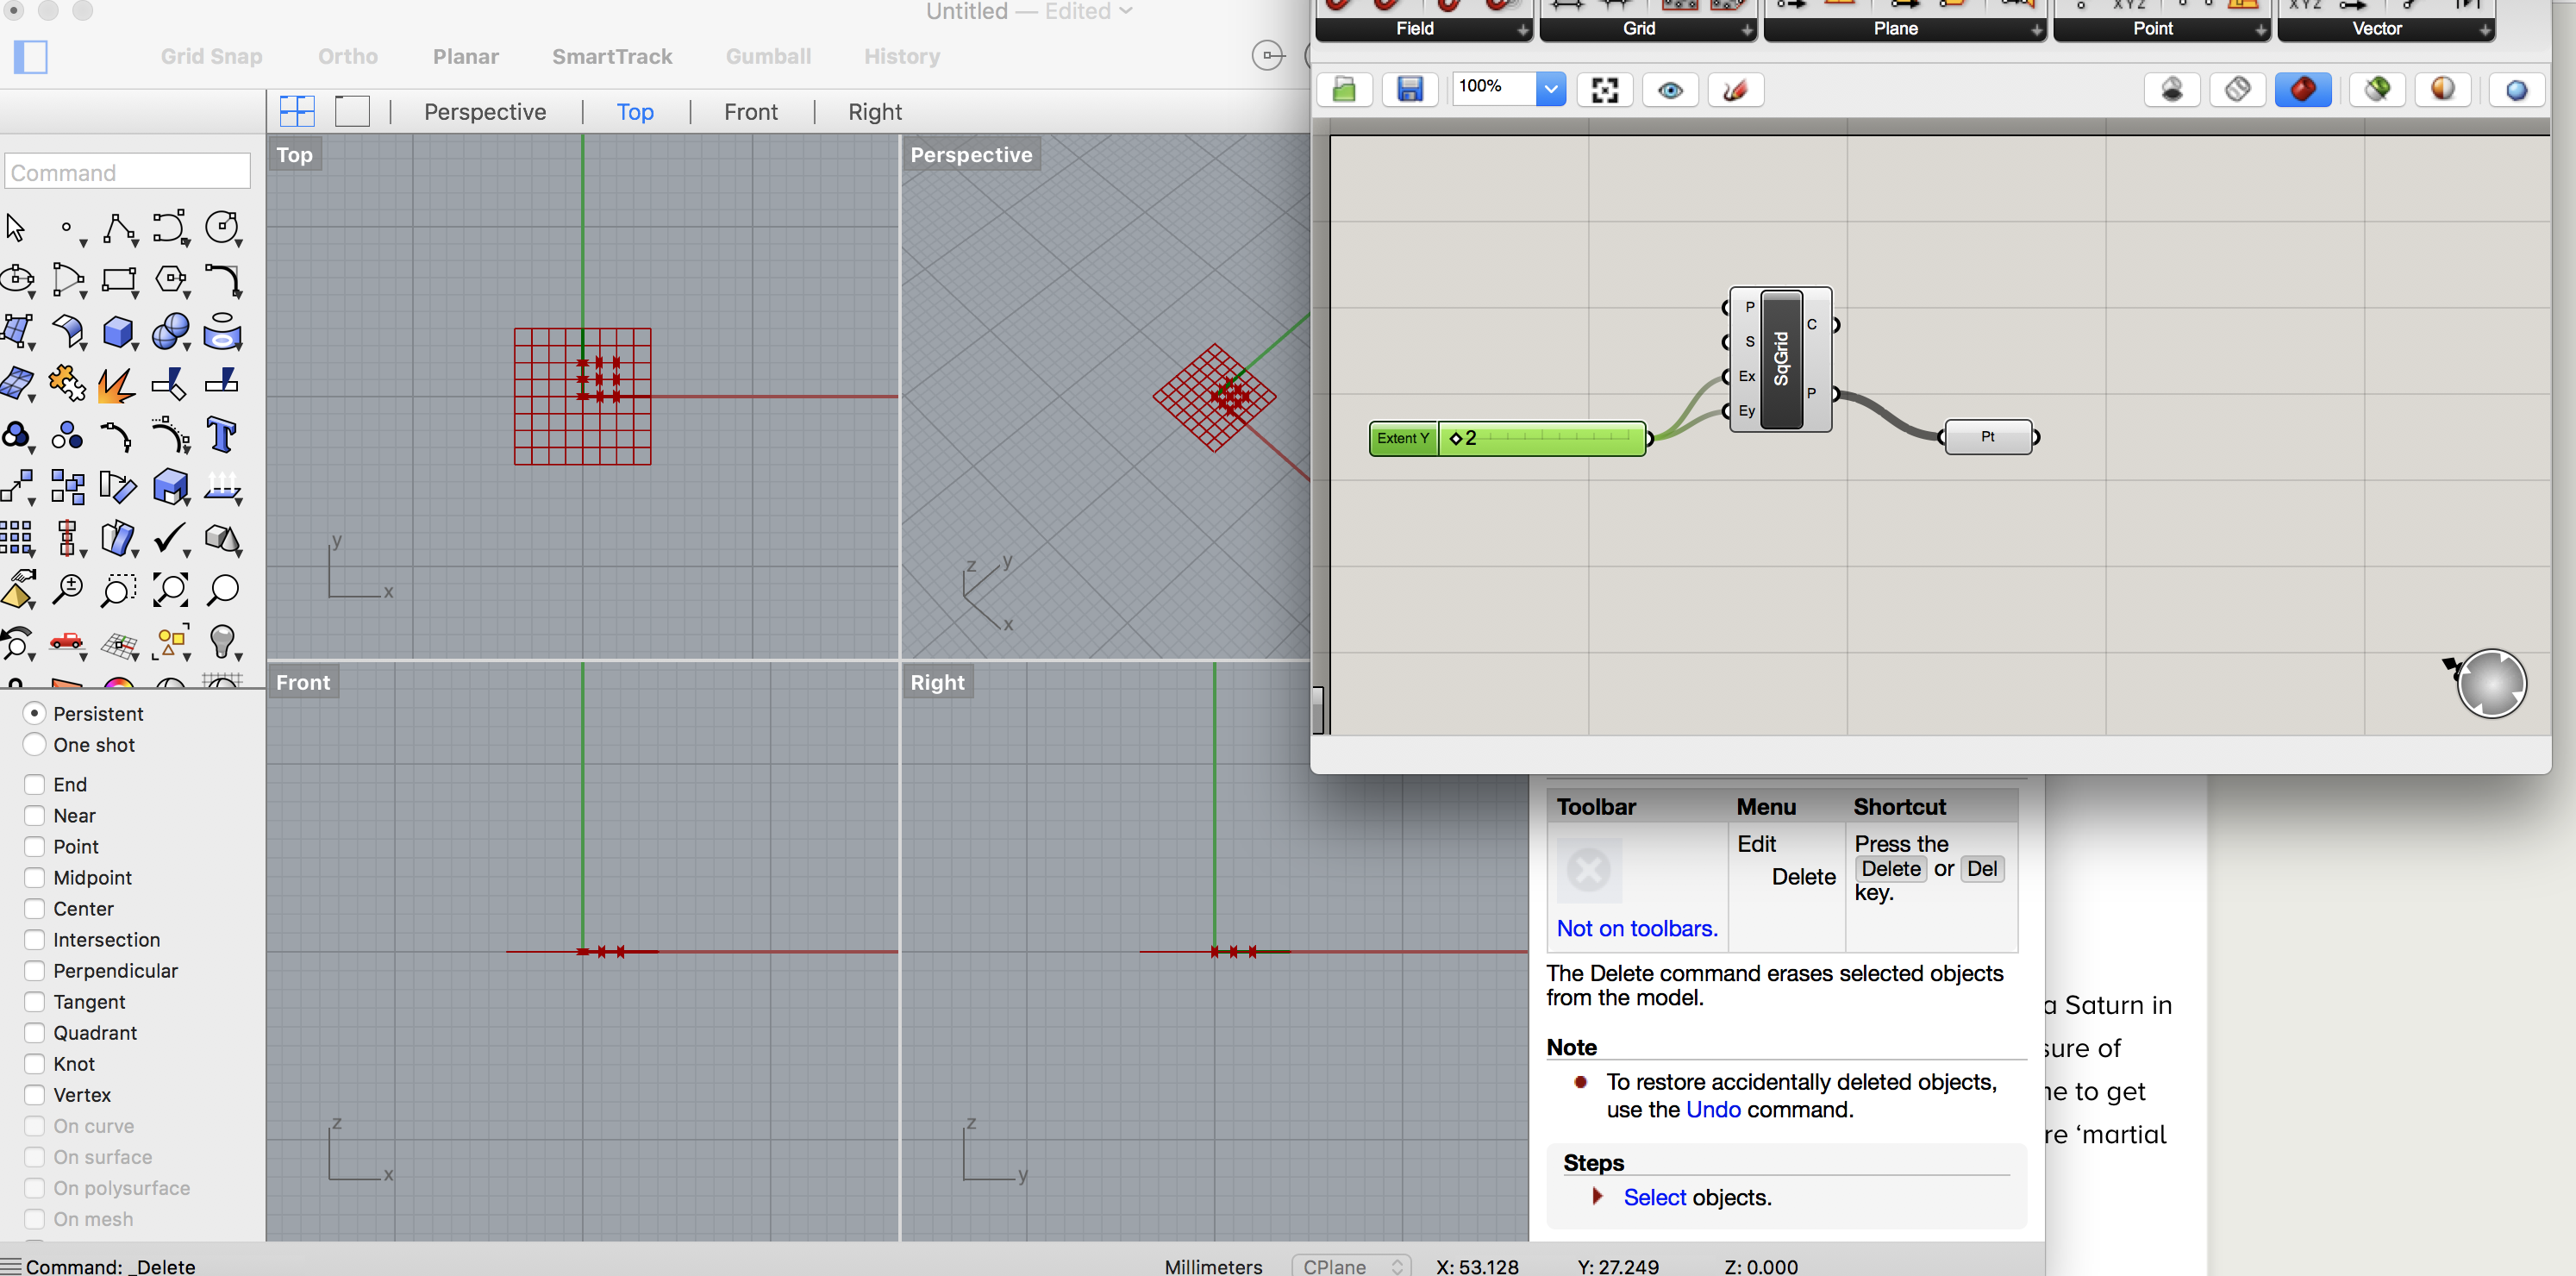 Untitled — Edited
Grid Snap Ortho Planar SmartTrack Gumball History
Perspective Top Front Right
Command
Top
y
x
Perspective
z
y
x
Front
z
x
Right
z
y
Persistent
One shot
End
Near
Point
Midpoint
Center
Intersection
Perpendicular
Tangent
Quadrant
Knot
Vertex
On curve
On surface
On polysurface
On mesh
Command: _Delete
Millimeters CPlane X: 53.128 Y: 27.249 Z: 0.000
XYZ XYZ
Field Grid Plane Point Vector
100%
P
S
Ex
Ey
SqGrid
C
P
Extent Y 2
Pt
Toolbar Menu Shortcut
Not on toolbars.
Edit
Delete
Press the
Delete or Del
key.
The Delete command erases selected objects
from the model.
Note
To restore accidentally deleted objects,
use the Undo command.
Steps
Select objects.
a Saturn in
sure of
to get
‘martial